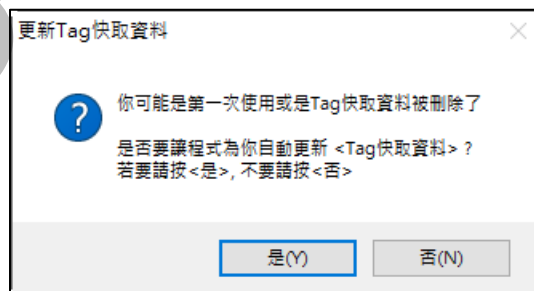 更新Tag快取資料
你可能是第一次使用或是Tag快取資料被刪除了
是否要讓程式為你自動更新 <Tag快取資料> ?
若要請按<是>, 不要請按<否>
是(Y)
否(N)